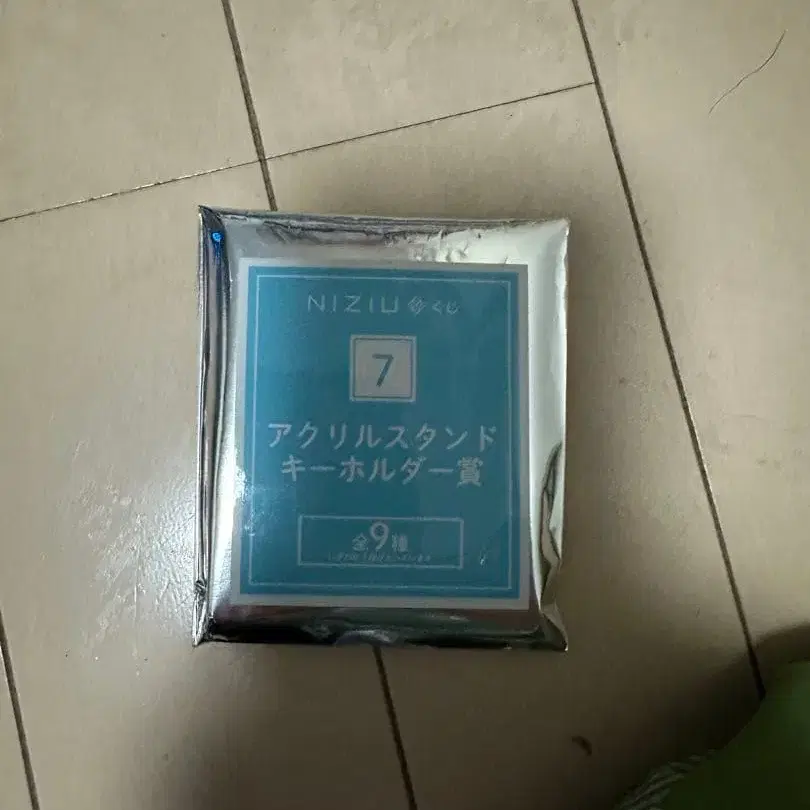 NIZIU くじ
7
アクリルスタンド
キーホルダー賞
全9種